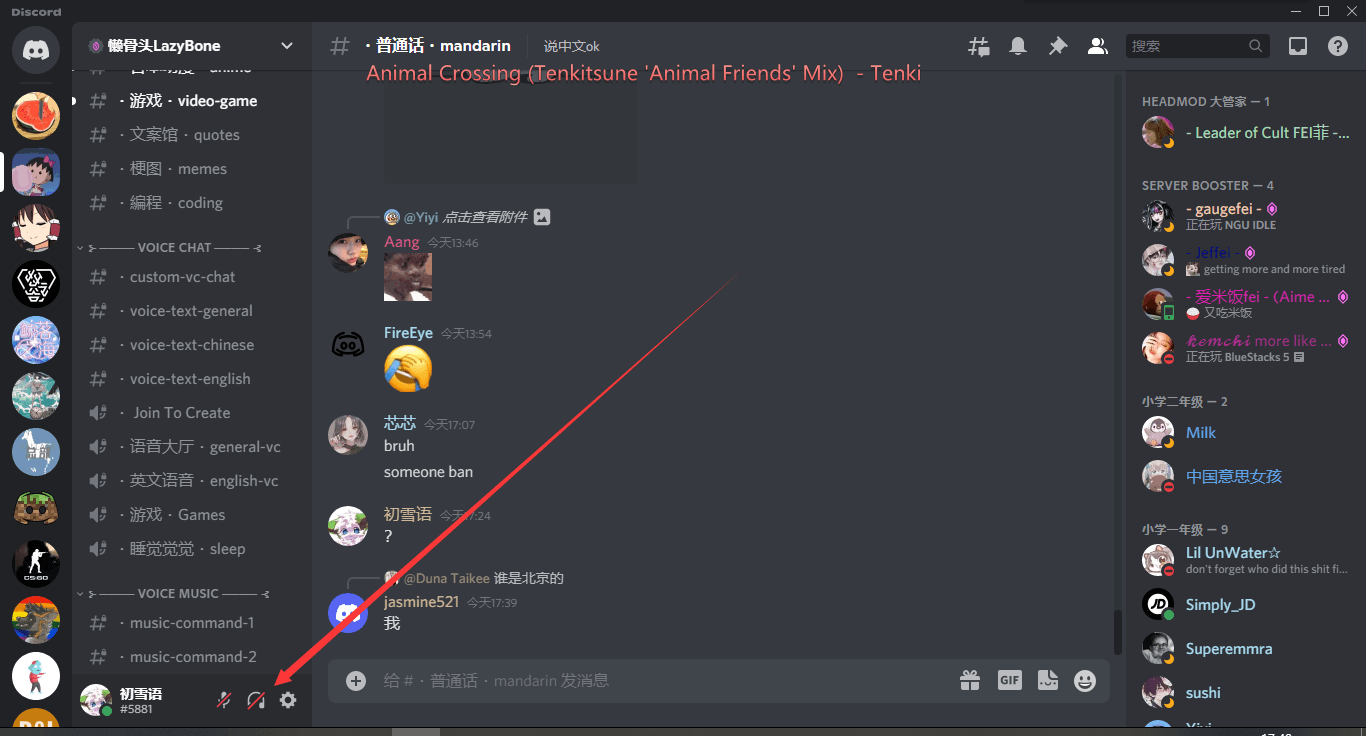 Discord
懒骨头LazyBone
· 普通话 · mandarin
说中文ok
搜索
Animal Crossing (Tenkitsune 'Animal Friends' Mix) - Tenki
· 游戏 · video-game
· 文案馆 · quotes
· 梗图 · memes
· 编程 · coding
VOICE CHAT
· custom-vc-chat
· voice-text-general
· voice-text-chinese
· voice-text-english
· Join To Create
· 语音大厅 · general-vc
· 英文语音 · english-vc
· 游戏 · Games
· 睡觉觉觉 · sleep
VOICE MUSIC
· music-command-1
· music-command-2
初雪语
#5881
@Yiyi 点击查看附件
Aang 今天13:46
FireEye 今天13:54
芯芯 今天17:07
bruh
someone ban
初雪语 今天17:24
?
@Duna Taikee 谁是北京的
jasmine521 今天17:39
我
给 # · 普通话 · mandarin 发消息
GIF
HEADMOD 大管家 — 1
- Leader of Cult FEI菲 -...
SERVER BOOSTER — 4
- gaugefei -
正在玩 NGU IDLE
- Jeffei -
getting more and more tired
- 爱米饭fei - (Aime ...
又吃米饭
𝓴𝓮𝓶𝓬𝓱𝓲 more like ...
正在玩 BlueStacks 5
小学二年级 — 2
Milk
中国意思女孩
小学一年级 — 9
Lil UnWater☆
don't forget who did this shit fi...
JD
Simply_JD
Superemmra
sushi
CS:GO